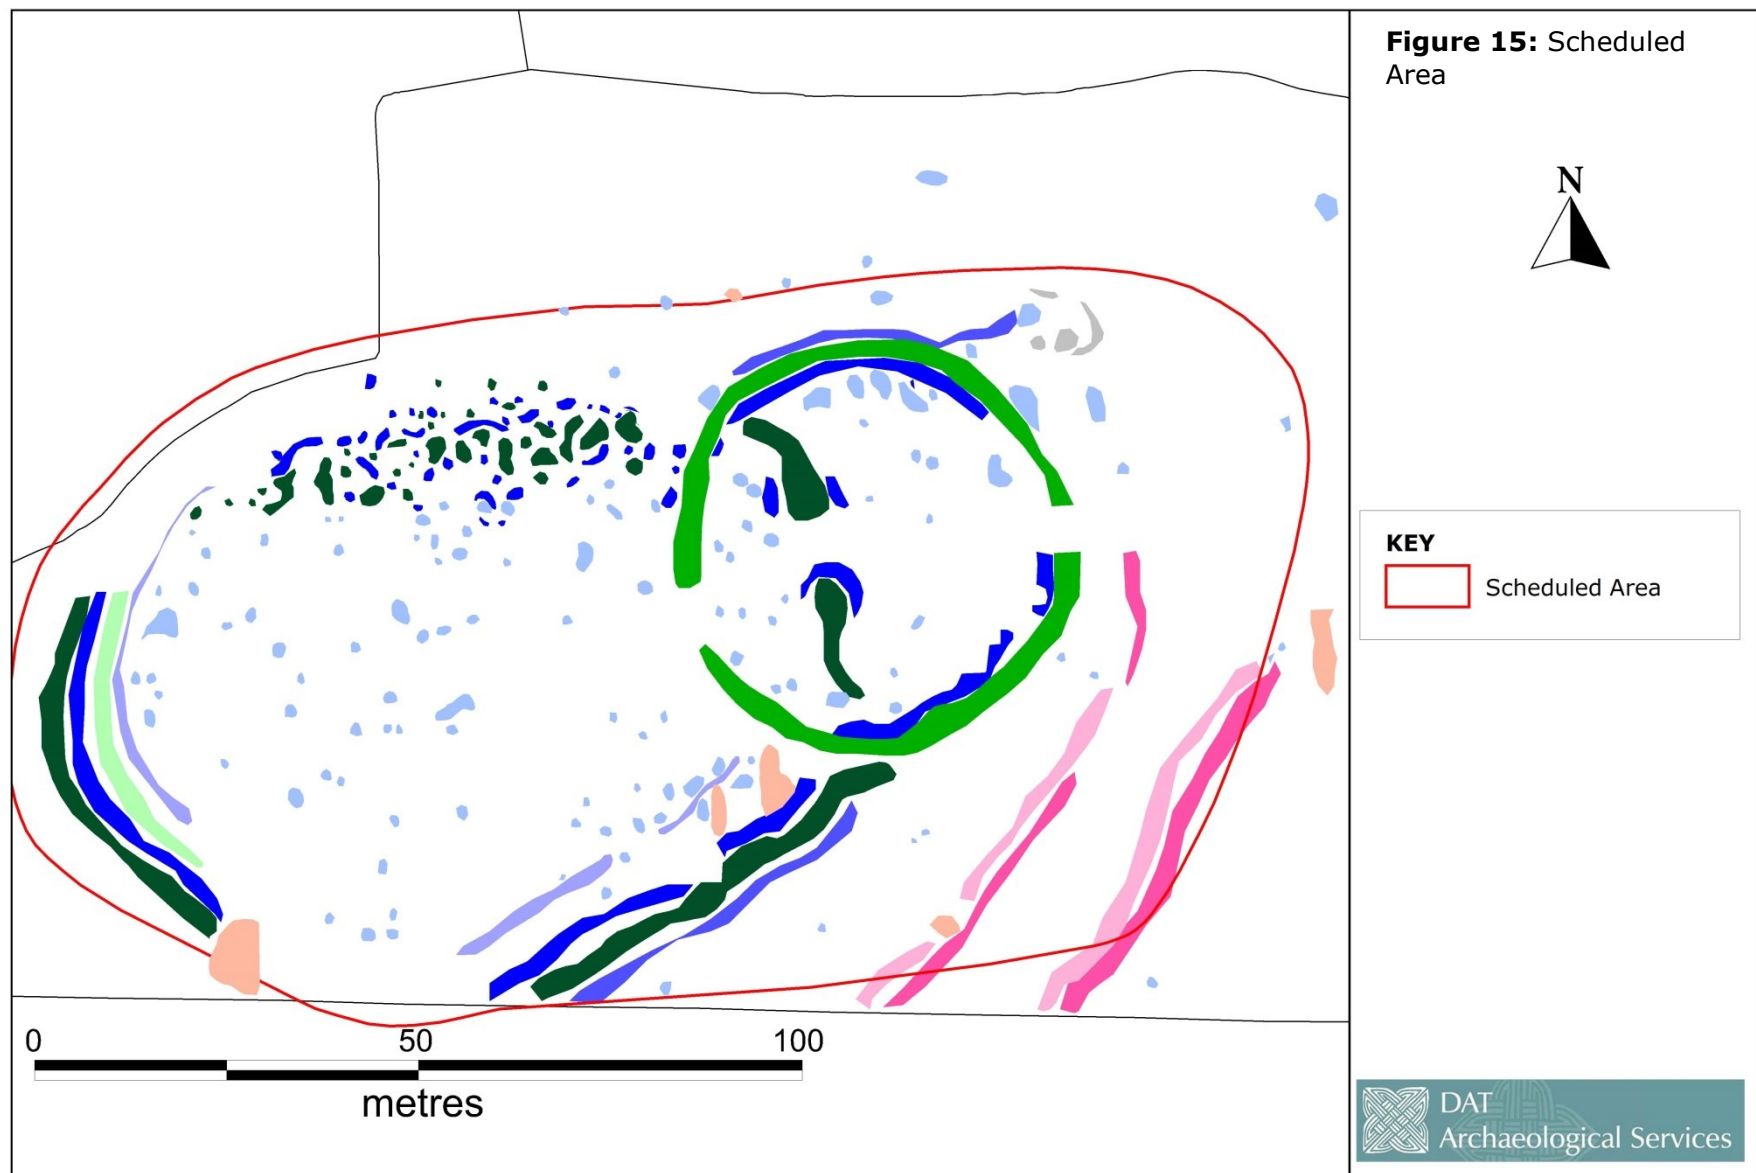 Figure 15: Scheduled
Area
N
KEY
Scheduled Area
0 50 100
metres
DAT
Archaeological Services